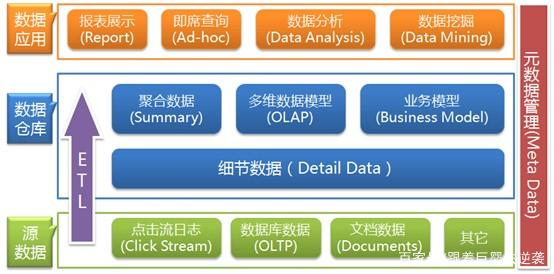 数据
应用
报表展示
(Report)
即席查询
(Ad-hoc)
数据分析
(Data Analysis)
数据挖掘
(Data Mining)
数据
仓库
ETL
聚合数据
(Summary)
多维数据模型
(OLAP)
业务模型
(Business Model)
细节数据（Detail Data）
源
数据
点击流日志
(Click Stream)
数据库数据
(OLTP)
文档数据
(Documents)
其它
元数据管理(Meta Data)